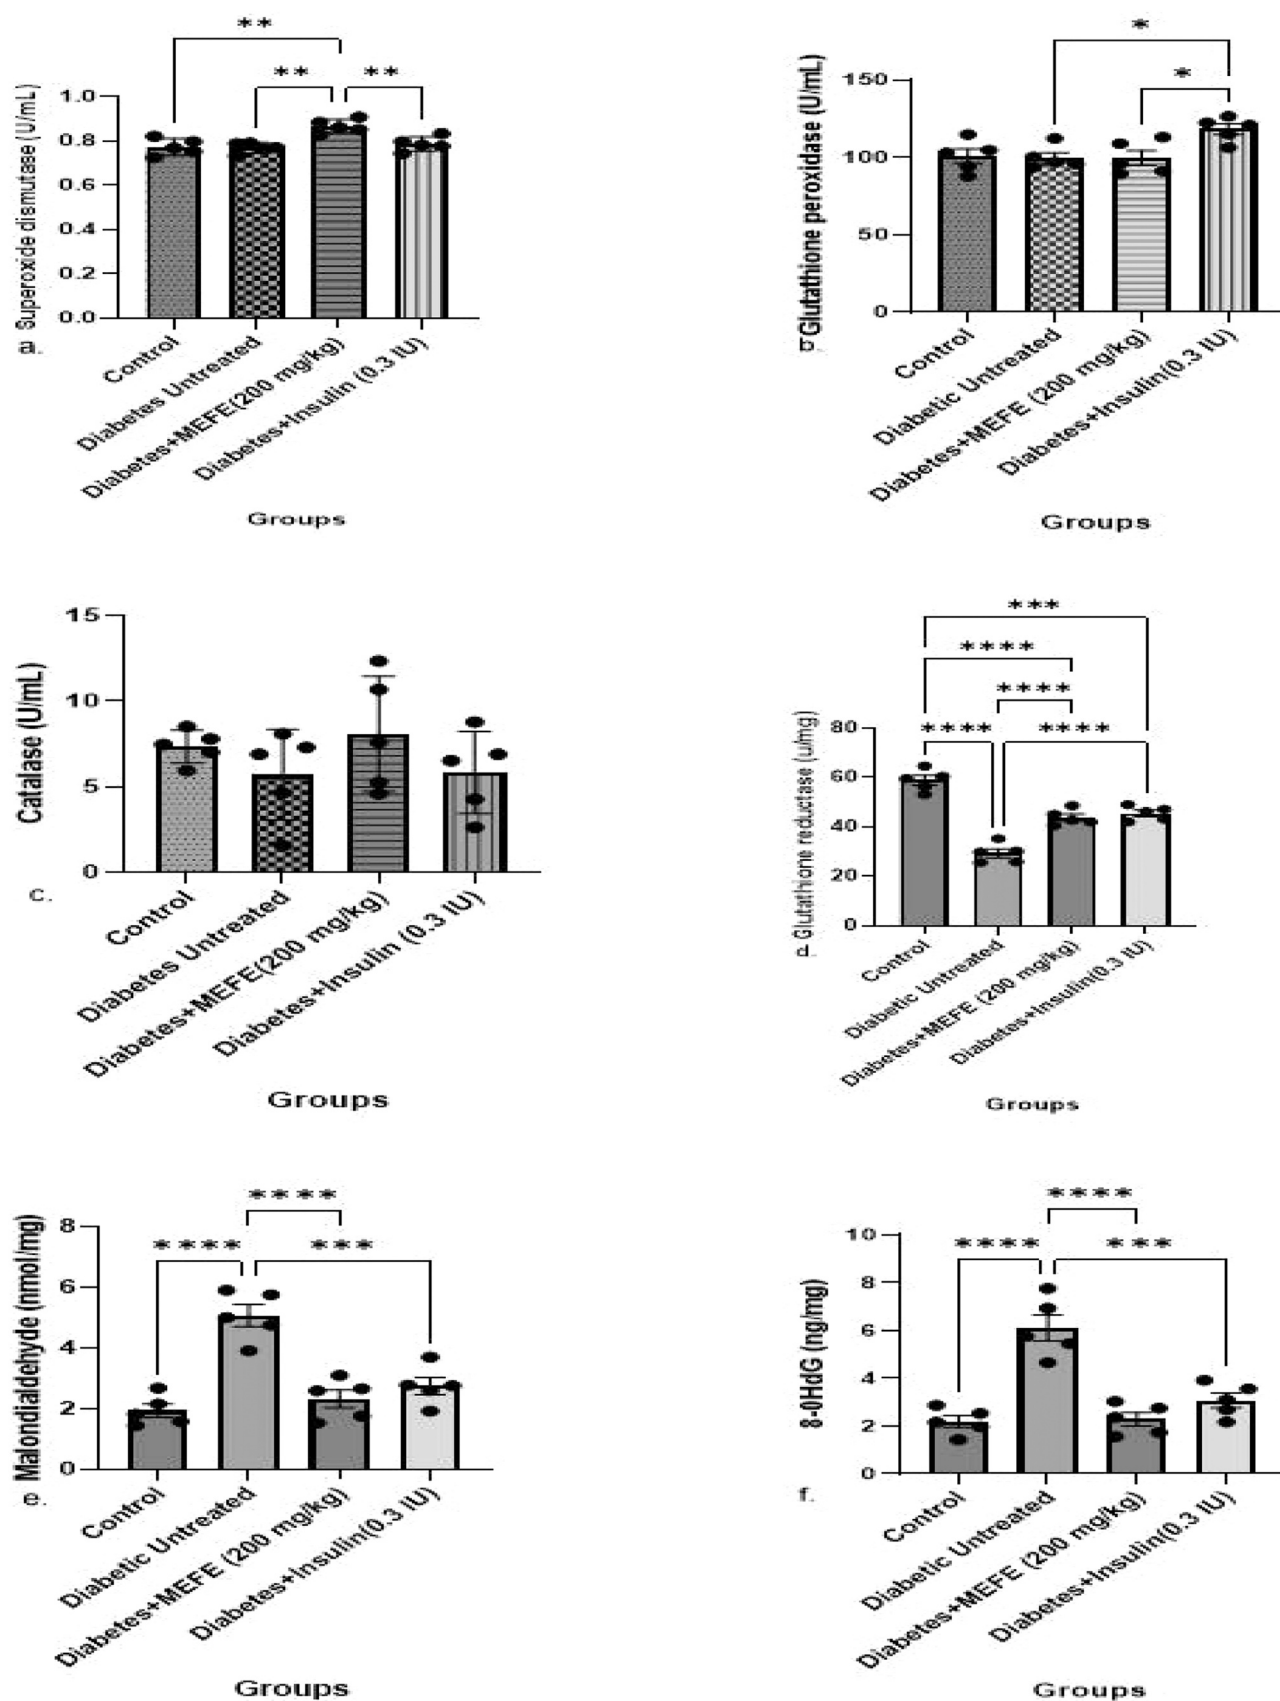 **
** **
a. Superoxide dismutase (U/mL)
1.0
0.8
0.6
0.4
0.2
0.0
Control
Diabetes Untreated
Diabetes+MEFE(200 mg/kg)
Diabetes+Insulin (0.3 IU)
Groups
*
*
b Glutathione peroxidase (U/mL)
150
100
50
0
Control
Diabetic Untreated
Diabetes+MEFE (200 mg/kg)
Diabetes+Insulin(0.3 IU)
Groups
c. Catalase (U/mL)
15
10
5
0
Control
Diabetes Untreated
Diabetes+MEFE(200 mg/kg)
Diabetes+Insulin (0.3 IU)
Groups
***
****
****
**** ****
Glutathione reductase (u/mg)
80
60
40
20
0
Control
Diabetic Untreated
Diabetes+MEFE (200 mg/kg)
Diabetes+Insulin(0.3 IU)
Groups
****
**** ***
e. Malondialdehyde (nmol/mg)
8
6
4
2
0
Control
Diabetic Untreated
Diabetes+MEFE (200 mg/kg)
Diabetes+Insulin(0.3 IU)
Groups
****
**** ***
f. 8-0HdG (ng/mg)
10
8
6
4
2
0
Control
Diabetic Untreated
Diabetes+MEFE (200 mg/kg)
Diabetes+Insulin(0.3 IU)
Groups